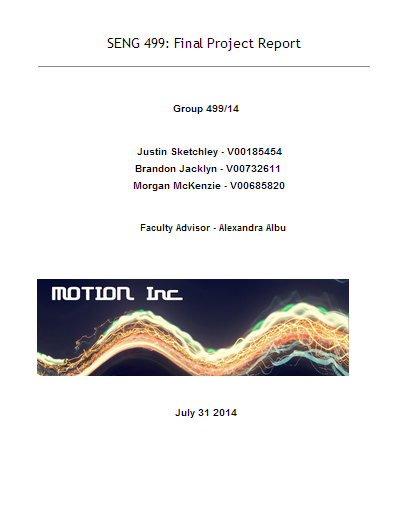 SENG 499: Final Project Report
Group 499/14
Justin Sketchley - V00185454
Brandon Jacklyn - V00732611
Morgan McKenzie - V00685820
Faculty Advisor - Alexandra Albu
MOTION Inc
July 31 2014